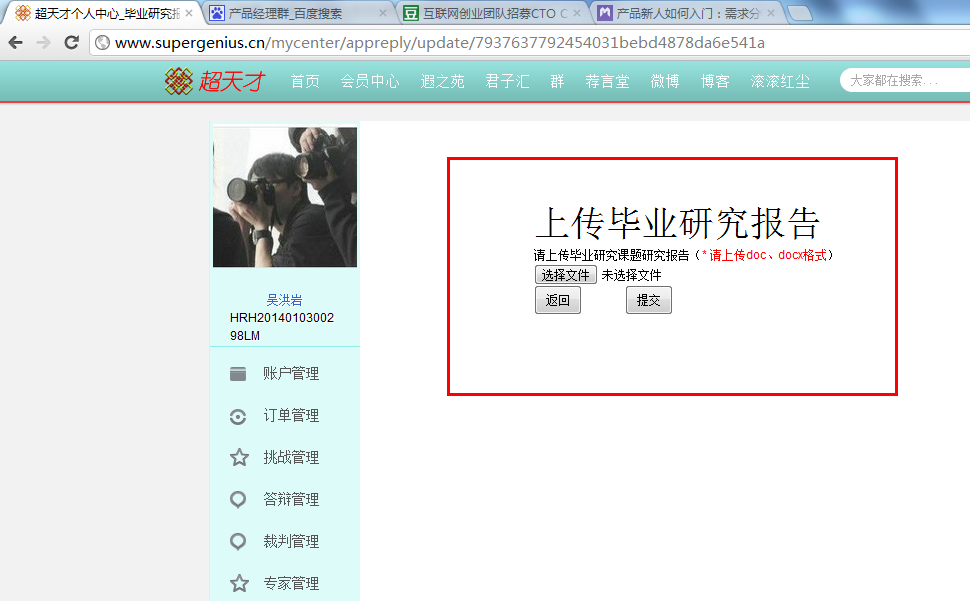 超天才个人中心_毕业研究报
产品经理群_百度搜索
互联网创业团队招募CTO C
产品新人如何入门：需求分
www.supergenius.cn/mycenter/appreply/update/7937637792454031bebd4878da6e541a
超天才 首页 会员中心 遐之苑 君子汇 群 荐言堂 微博 博客 滚滚红尘 大家都在搜索...
上传毕业研究报告
请上传毕业研究课题研究报告（*请上传doc、docx格式）
选择文件 未选择文件
返回 提交
吴洪岩
HRH20140103002
98LM
账户管理
订单管理
挑战管理
答辩管理
裁判管理
专家管理